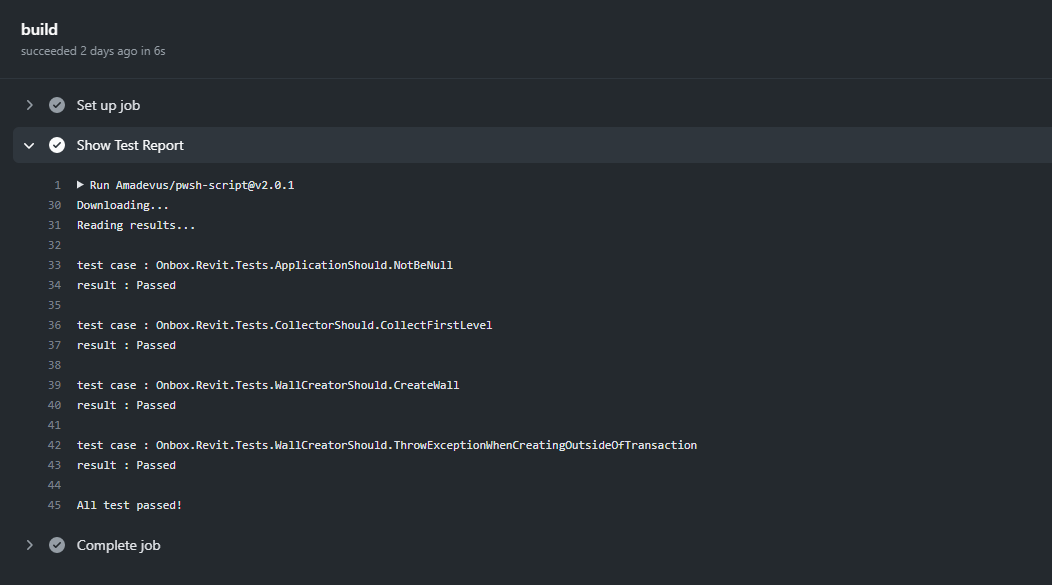 build
succeeded 2 days ago in 6s
Set up job
Show Test Report
1 Run Amadevus/pwsh-script@v2.0.1
30 Downloading...
31 Reading results...
32
33 test case : Onbox.Revit.Tests.ApplicationShould.NotBeNull
34 result : Passed
35
36 test case : Onbox.Revit.Tests.CollectorShould.CollectFirstLevel
37 result : Passed
38
39 test case : Onbox.Revit.Tests.WallCreatorShould.CreateWall
40 result : Passed
41
42 test case : Onbox.Revit.Tests.WallCreatorShould.ThrowExceptionWhenCreatingOutsideOfTransaction
43 result : Passed
44
45 All test passed!
Complete job